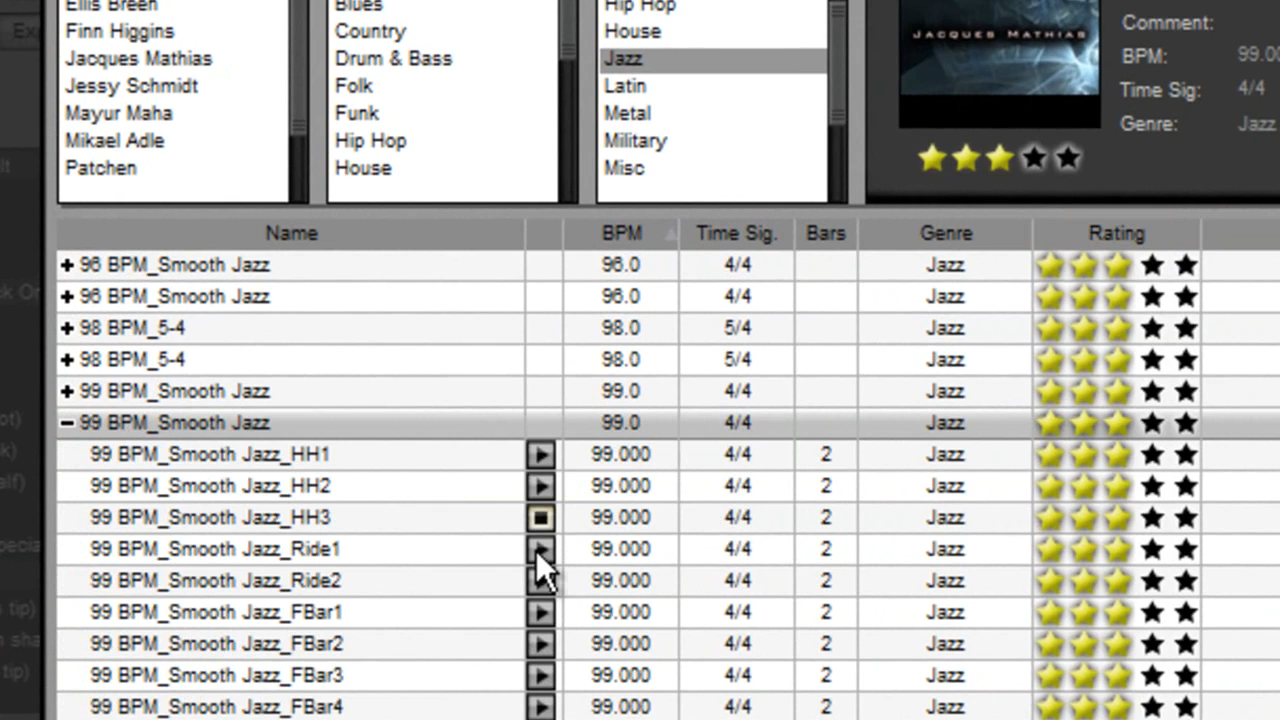 Ellis Breen
Finn Higgins
Jacques Mathias
Jessy Schmidt
Mayur Maha
Mikael Adle
Patchen
Blues
Country
Drum & Bass
Folk
Funk
Hip Hop
House
Hip Hop
House
Jazz
Latin
Metal
Military
Misc
JACQUES MATHIAS
Comment:
BPM: 99.00
Time Sig: 4/4
Genre: Jazz
Name BPM Time Sig. Bars Genre Rating
96 BPM_Smooth Jazz 96.0 4/4 Jazz
96 BPM_Smooth Jazz 96.0 4/4 Jazz
98 BPM_5-4 98.0 5/4 Jazz
98 BPM_5-4 98.0 5/4 Jazz
99 BPM_Smooth Jazz 99.0 4/4 Jazz
99 BPM_Smooth Jazz 99.0 4/4 Jazz
99 BPM_Smooth Jazz_HH1 99.000 4/4 2 Jazz
99 BPM_Smooth Jazz_HH2 99.000 4/4 2 Jazz
99 BPM_Smooth Jazz_HH3 99.000 4/4 2 Jazz
99 BPM_Smooth Jazz_Ride1 99.000 4/4 2 Jazz
99 BPM_Smooth Jazz_Ride2 99.000 4/4 2 Jazz
99 BPM_Smooth Jazz_FBar1 99.000 4/4 2 Jazz
99 BPM_Smooth Jazz_FBar2 99.000 4/4 2 Jazz
99 BPM_Smooth Jazz_FBar3 99.000 4/4 2 Jazz
99 BPM_Smooth Jazz_FBar4 99.000 4/4 2 Jazz